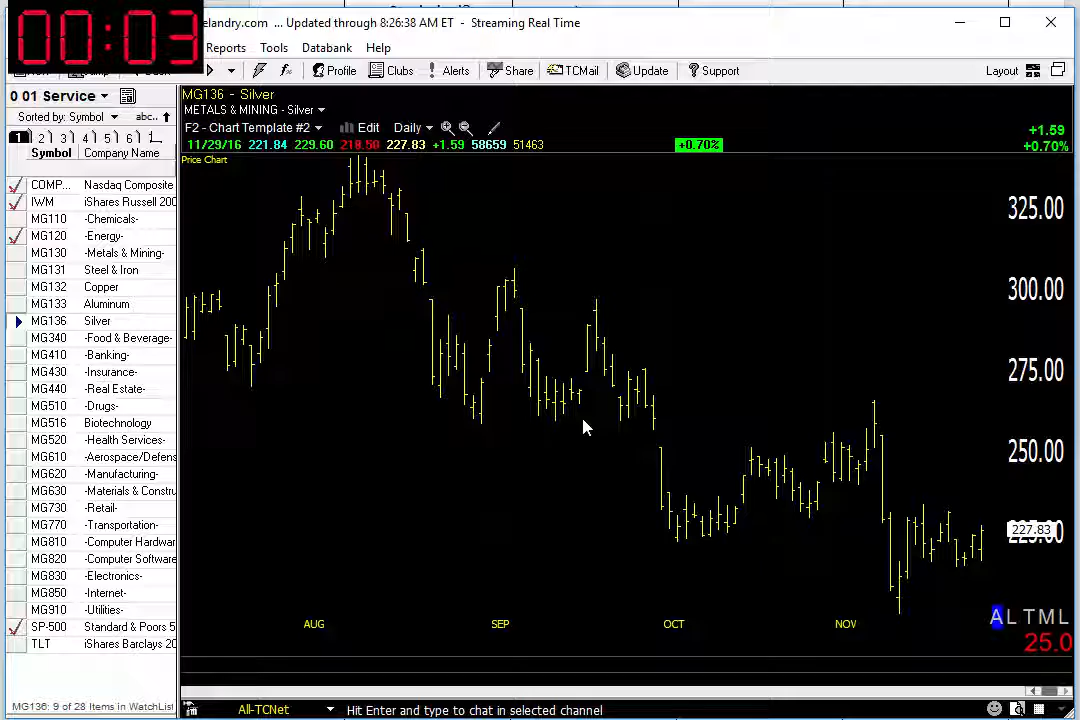 00:03
elandry.com ... Updated through 8:26:38 AM ET - Streaming Real Time
Reports Tools Databank Help
Profile Clubs Alerts Share TCMail Update Support Layout
0 01 Service
Sorted by: Symbol abc..
1 2 3 4 5 6
Symbol Company Name
COMP... Nasdaq Composite
IWM iShares Russell 200
MG110 -Chemicals-
MG120 -Energy-
MG130 -Metals & Mining-
MG131 Steel & Iron
MG132 Copper
MG133 Aluminum
MG136 Silver
MG340 -Food & Beverage-
MG410 -Banking-
MG430 -Insurance-
MG440 -Real Estate-
MG510 -Drugs-
MG516 Biotechnology
MG520 -Health Services-
MG610 -Aerospace/Defens
MG620 -Manufacturing-
MG630 -Materials & Constru
MG730 -Retail-
MG770 -Transportation-
MG810 -Computer Hardwar
MG820 -Computer Software
MG830 -Electronics-
MG850 -Internet-
MG910 -Utilities-
SP-500 Standard & Poors 5
TLT iShares Barclays 20
MG136: 9 of 28 Items in WatchList
MG136 - Silver
METALS & MINING - Silver
F2 - Chart Template #2 Edit Daily
11/29/16 221.84 229.60 218.50 227.83 +1.59 58659 51463 +0.70%
+1.59
+0.70%
Price Chart
325.00
300.00
275.00
250.00
227.83
AUG SEP OCT NOV
A L T M L
25.0
All-TCNet Hit Enter and type to chat in selected channel